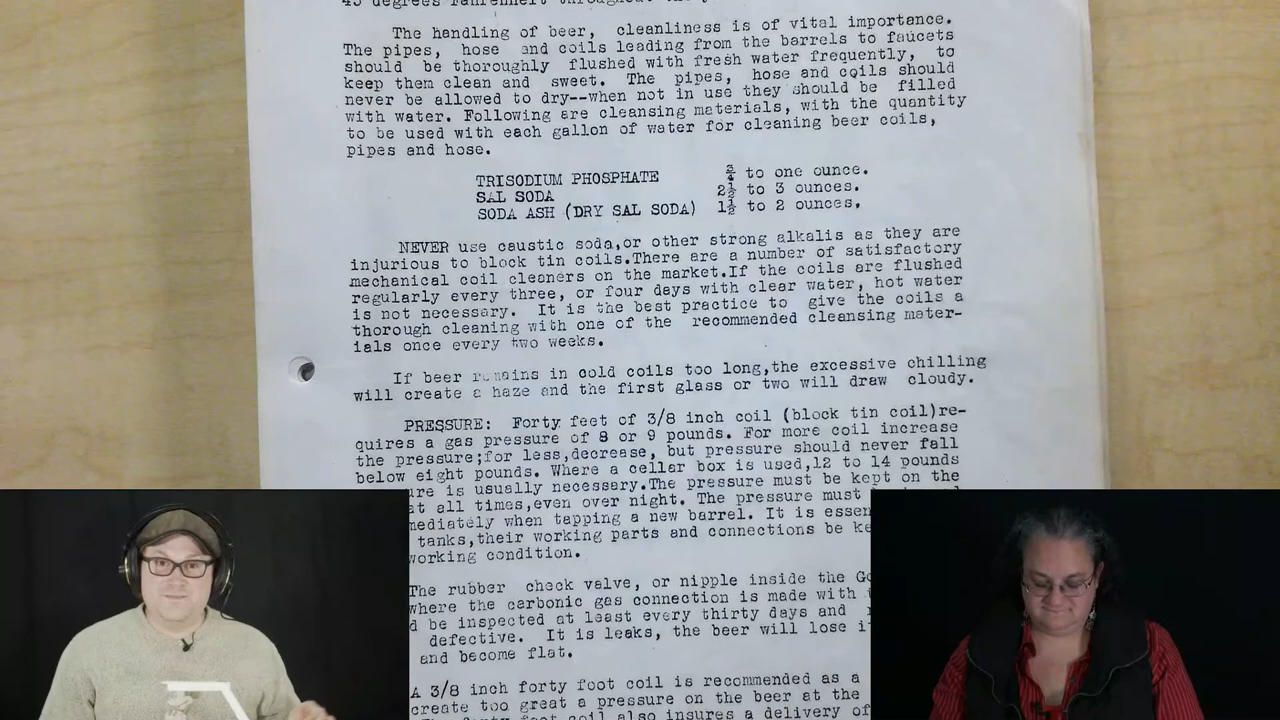 45 degrees Fahrenheit throughout the
The handling of beer, cleanliness is of vital importance.
The pipes, hose and coils leading from the barrels to faucets
should be thoroughly flushed with fresh water frequently, to
keep them clean and sweet. The pipes, hose and coils should
never be allowed to dry--when not in use they should be filled
with water. Following are cleansing materials, with the quantity
to be used with each gallon of water for cleaning beer coils,
pipes and hose.
TRISODIUM PHOSPHATE ¾ to one ounce.
SAL SODA 2½ to 3 ounces.
SODA ASH (DRY SAL SODA) 1½ to 2 ounces.
NEVER use caustic soda,or other strong alkalis as they are
injurious to block tin coils.There are a number of satisfactory
mechanical coil cleaners on the market.If the coils are flushed
regularly every three, or four days with clear water, hot water
is not necessary. It is the best practice to give the coils a
thorough cleaning with one of the recommended cleansing mater-
ials once every two weeks.
If beer remains in cold coils too long,the excessive chilling
will create a haze and the first glass or two will draw cloudy.
PRESSURE: Forty feet of 3/8 inch coil (block tin coil)re-
quires a gas pressure of 8 or 9 pounds. For more coil increase
the pressure;for less,decrease, but pressure should never fall
below eight pounds. Where a cellar box is used,12 to 14 pounds
ure is usually necessary.The pressure must be kept on the
at all times,even over night. The pressure must
mediately when tapping a new barrel. It is essen
tanks,their working parts and connections be ke
working condition.
The rubber check valve, or nipple inside the Go
where the carbonic gas connection is made with
d be inspected at least every thirty days and
defective. It is leaks, the beer will lose i
and become flat.
A 3/8 inch forty foot coil is recommended as a
create too great a pressure on the beer at the
The forty foot coil also insures a delivery of